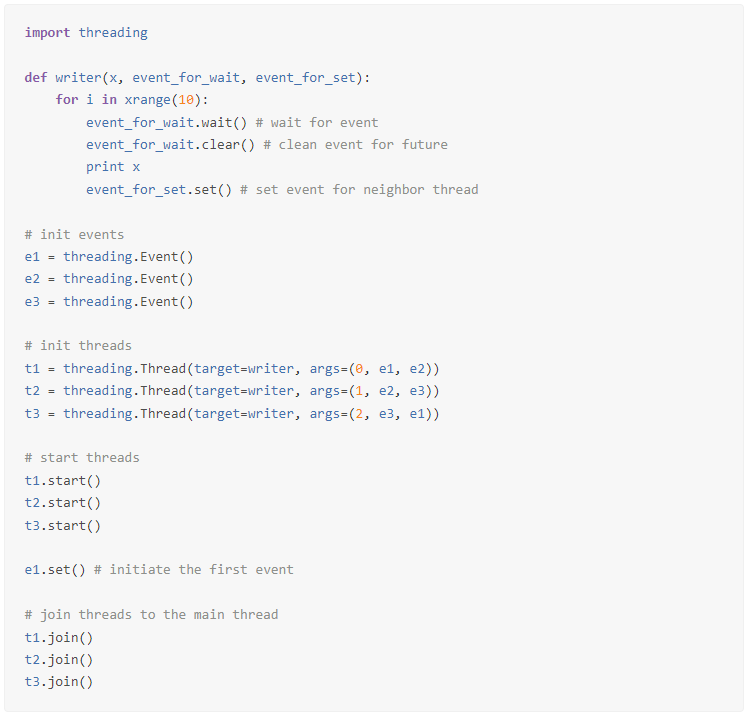 import threading
def writer(x, event_for_wait, event_for_set):
    for i in xrange(10):
        event_for_wait.wait() # wait for event
        event_for_wait.clear() # clean event for future
        print x
        event_for_set.set() # set event for neighbor thread
# init events
e1 = threading.Event()
e2 = threading.Event()
e3 = threading.Event()
# init threads
t1 = threading.Thread(target=writer, args=(0, e1, e2))
t2 = threading.Thread(target=writer, args=(1, e2, e3))
t3 = threading.Thread(target=writer, args=(2, e3, e1))
# start threads
t1.start()
t2.start()
t3.start()
e1.set() # initiate the first event
# join threads to the main thread
t1.join()
t2.join()
t3.join()